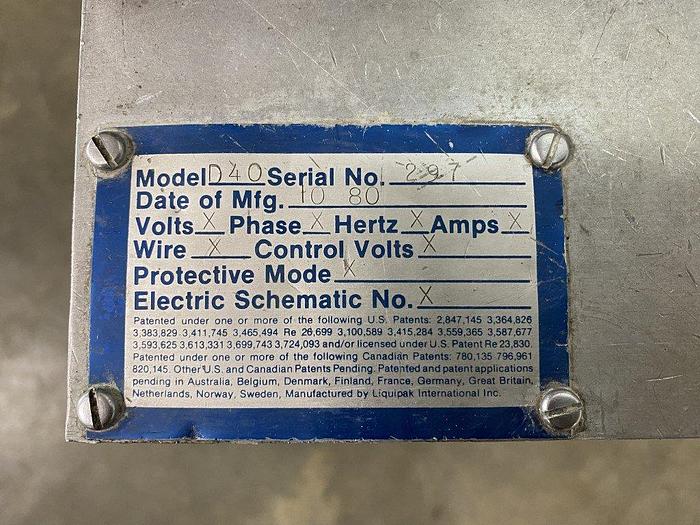 Model D40 Serial No. 297
Date of Mfg. 10 80
Volts X Phase X Hertz X Amps X
Wire X Control Volts X
Protective Mode X
Electric Schematic No. X
Patented under one or more of the following U.S. Patents: 2,847,145 3,364,826
3,383,829 3,411,745 3,465,494 Re 26,699 3,100,589 3,415,284 3,559,365 3,587,677
3,593,625 3,613,331 3,699,743 3,724,093 and/or licensed under U.S. Patent Re 23,830.
Patented under one or more of the following Canadian Patents: 780,135 796,961
820,145. Other U.S. and Canadian Patents Pending. Patented and patent applications
pending in Australia, Belgium, Denmark, Finland, France, Germany, Great Britain,
Netherlands, Norway, Sweden, Manufactured by Liquipak International Inc.